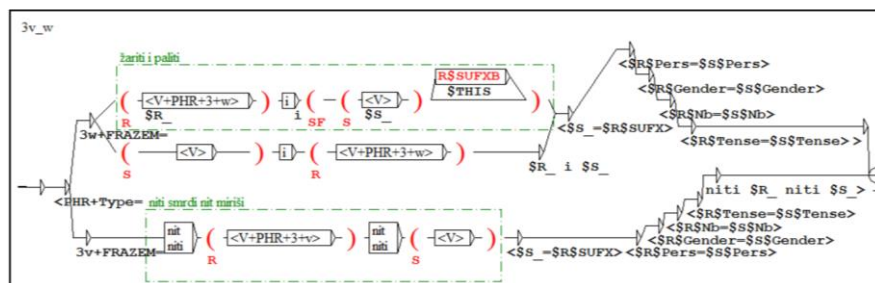 3v_w
žariti i paliti
R$SUFXB
$THIS
<V+PHR+3+w>
i
<V>
R
$R_
i
SF
S
$S_
3w+FRAZEM=
<V>
i
<V+PHR+3+w>
S
R
$R_ i $S_
<$S_=$R$SUFX>
<$R$Pers=$S$Pers>
<$R$Gender=$S$Gender>
<$R$Nb=$S$Nb>
<$R$Tense=$S$Tense> >
<PHR+Type=
niti smrdi nit miriši
3v+FRAZEM=
nit
niti
<V+PHR+3+v>
R
nit
niti
<V>
S
<$S_=$R$SUFX>
niti $R_ niti $S_>
<$R$Tense=$S$Tense>
<$R$Nb=$S$Nb>
<$R$Gender=$S$Gender>
<$R$Pers=$S$Pers>